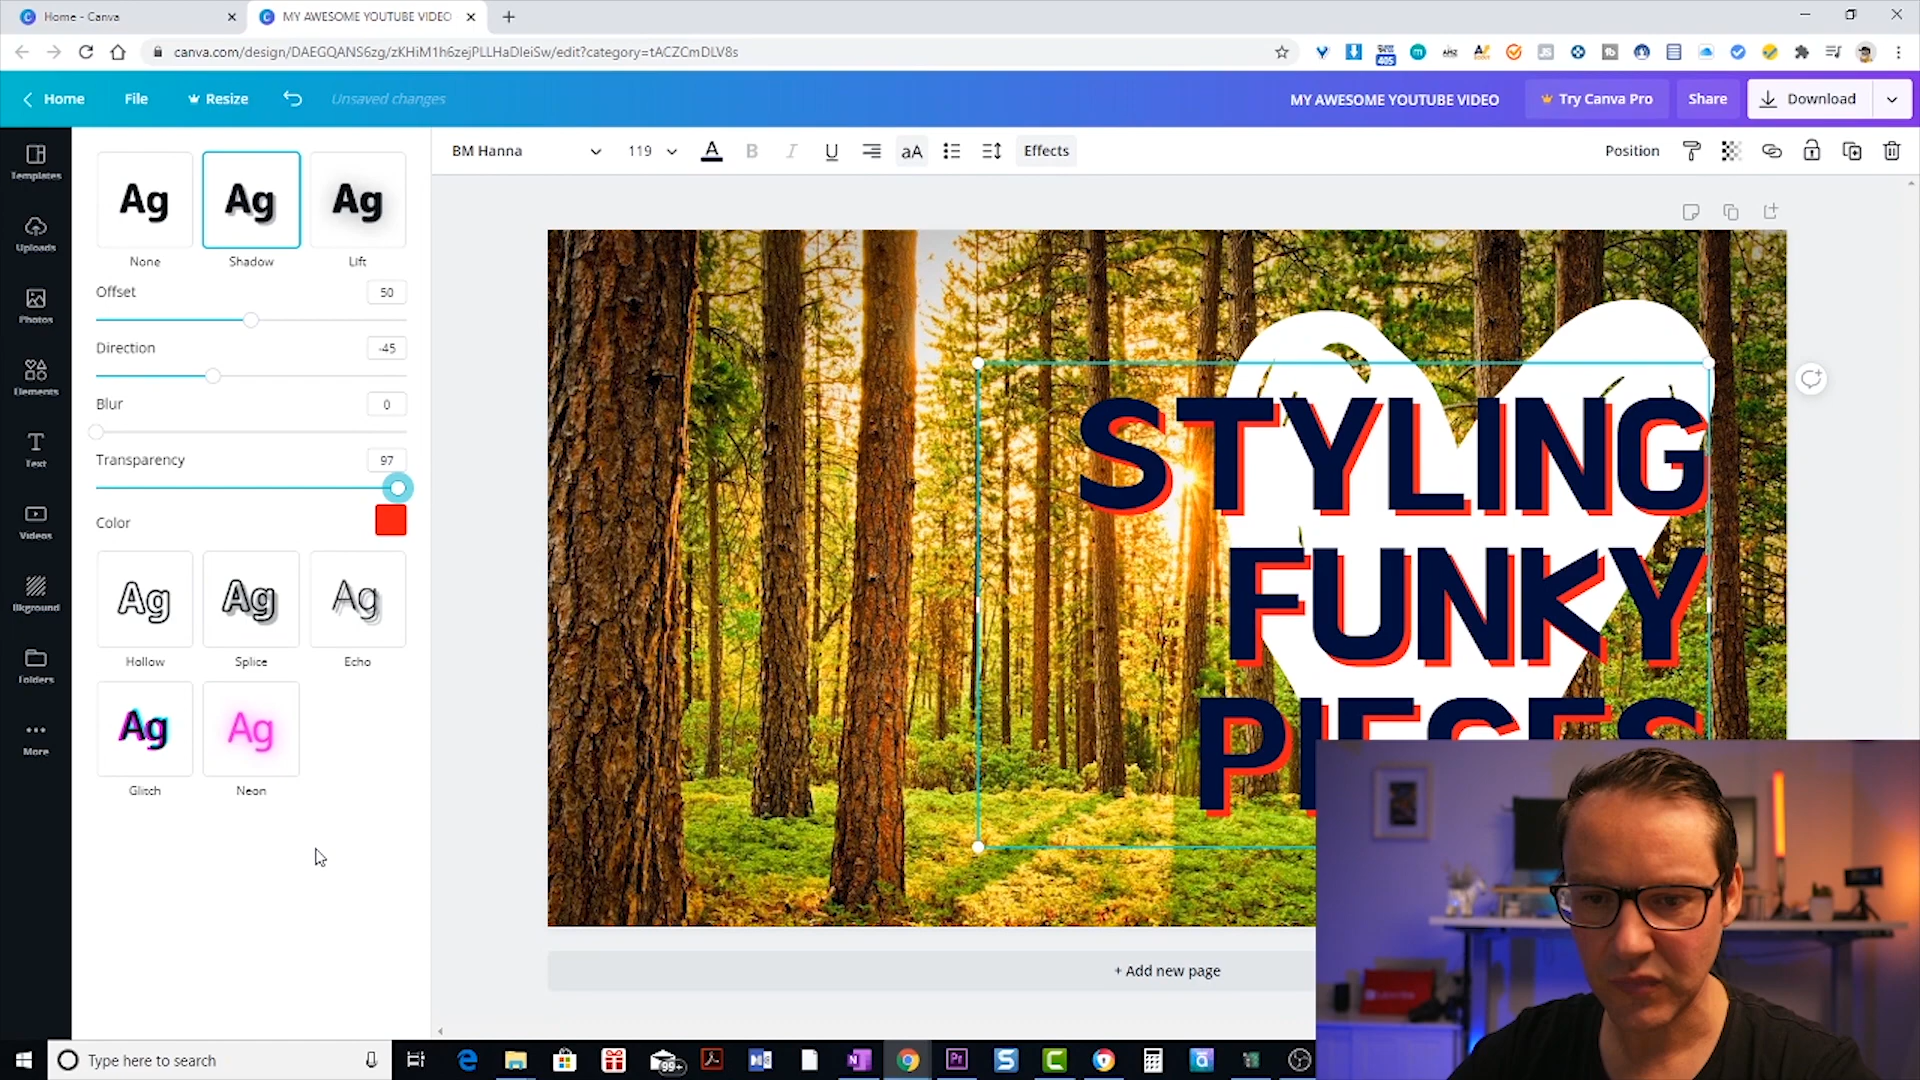 Home - Canva
MY AWESOME YOUTUBE VIDEO
canva.com/design/DAEGQANS6zg/zKHiM1h6zejPLLHaDleiSw/edit?category=tACZCmDLV8s
Home
File
Resize
Unsaved changes
MY AWESOME YOUTUBE VIDEO
Try Canva Pro
Share
Download
BM Hanna
119
A
B
I
U
aA
Effects
Position
Templates
Uploads
Photos
Elements
Text
Videos
Bkground
Folders
More
Ag
Ag
Ag
None
Shadow
Lift
Offset
50
Direction
-45
Blur
0
Transparency
97
Color
Ag
Ag
Ag
Hollow
Splice
Echo
Ag
Ag
Glitch
Neon
STYLING
FUNKY
PIECES
+ Add new page
Type here to search
99+